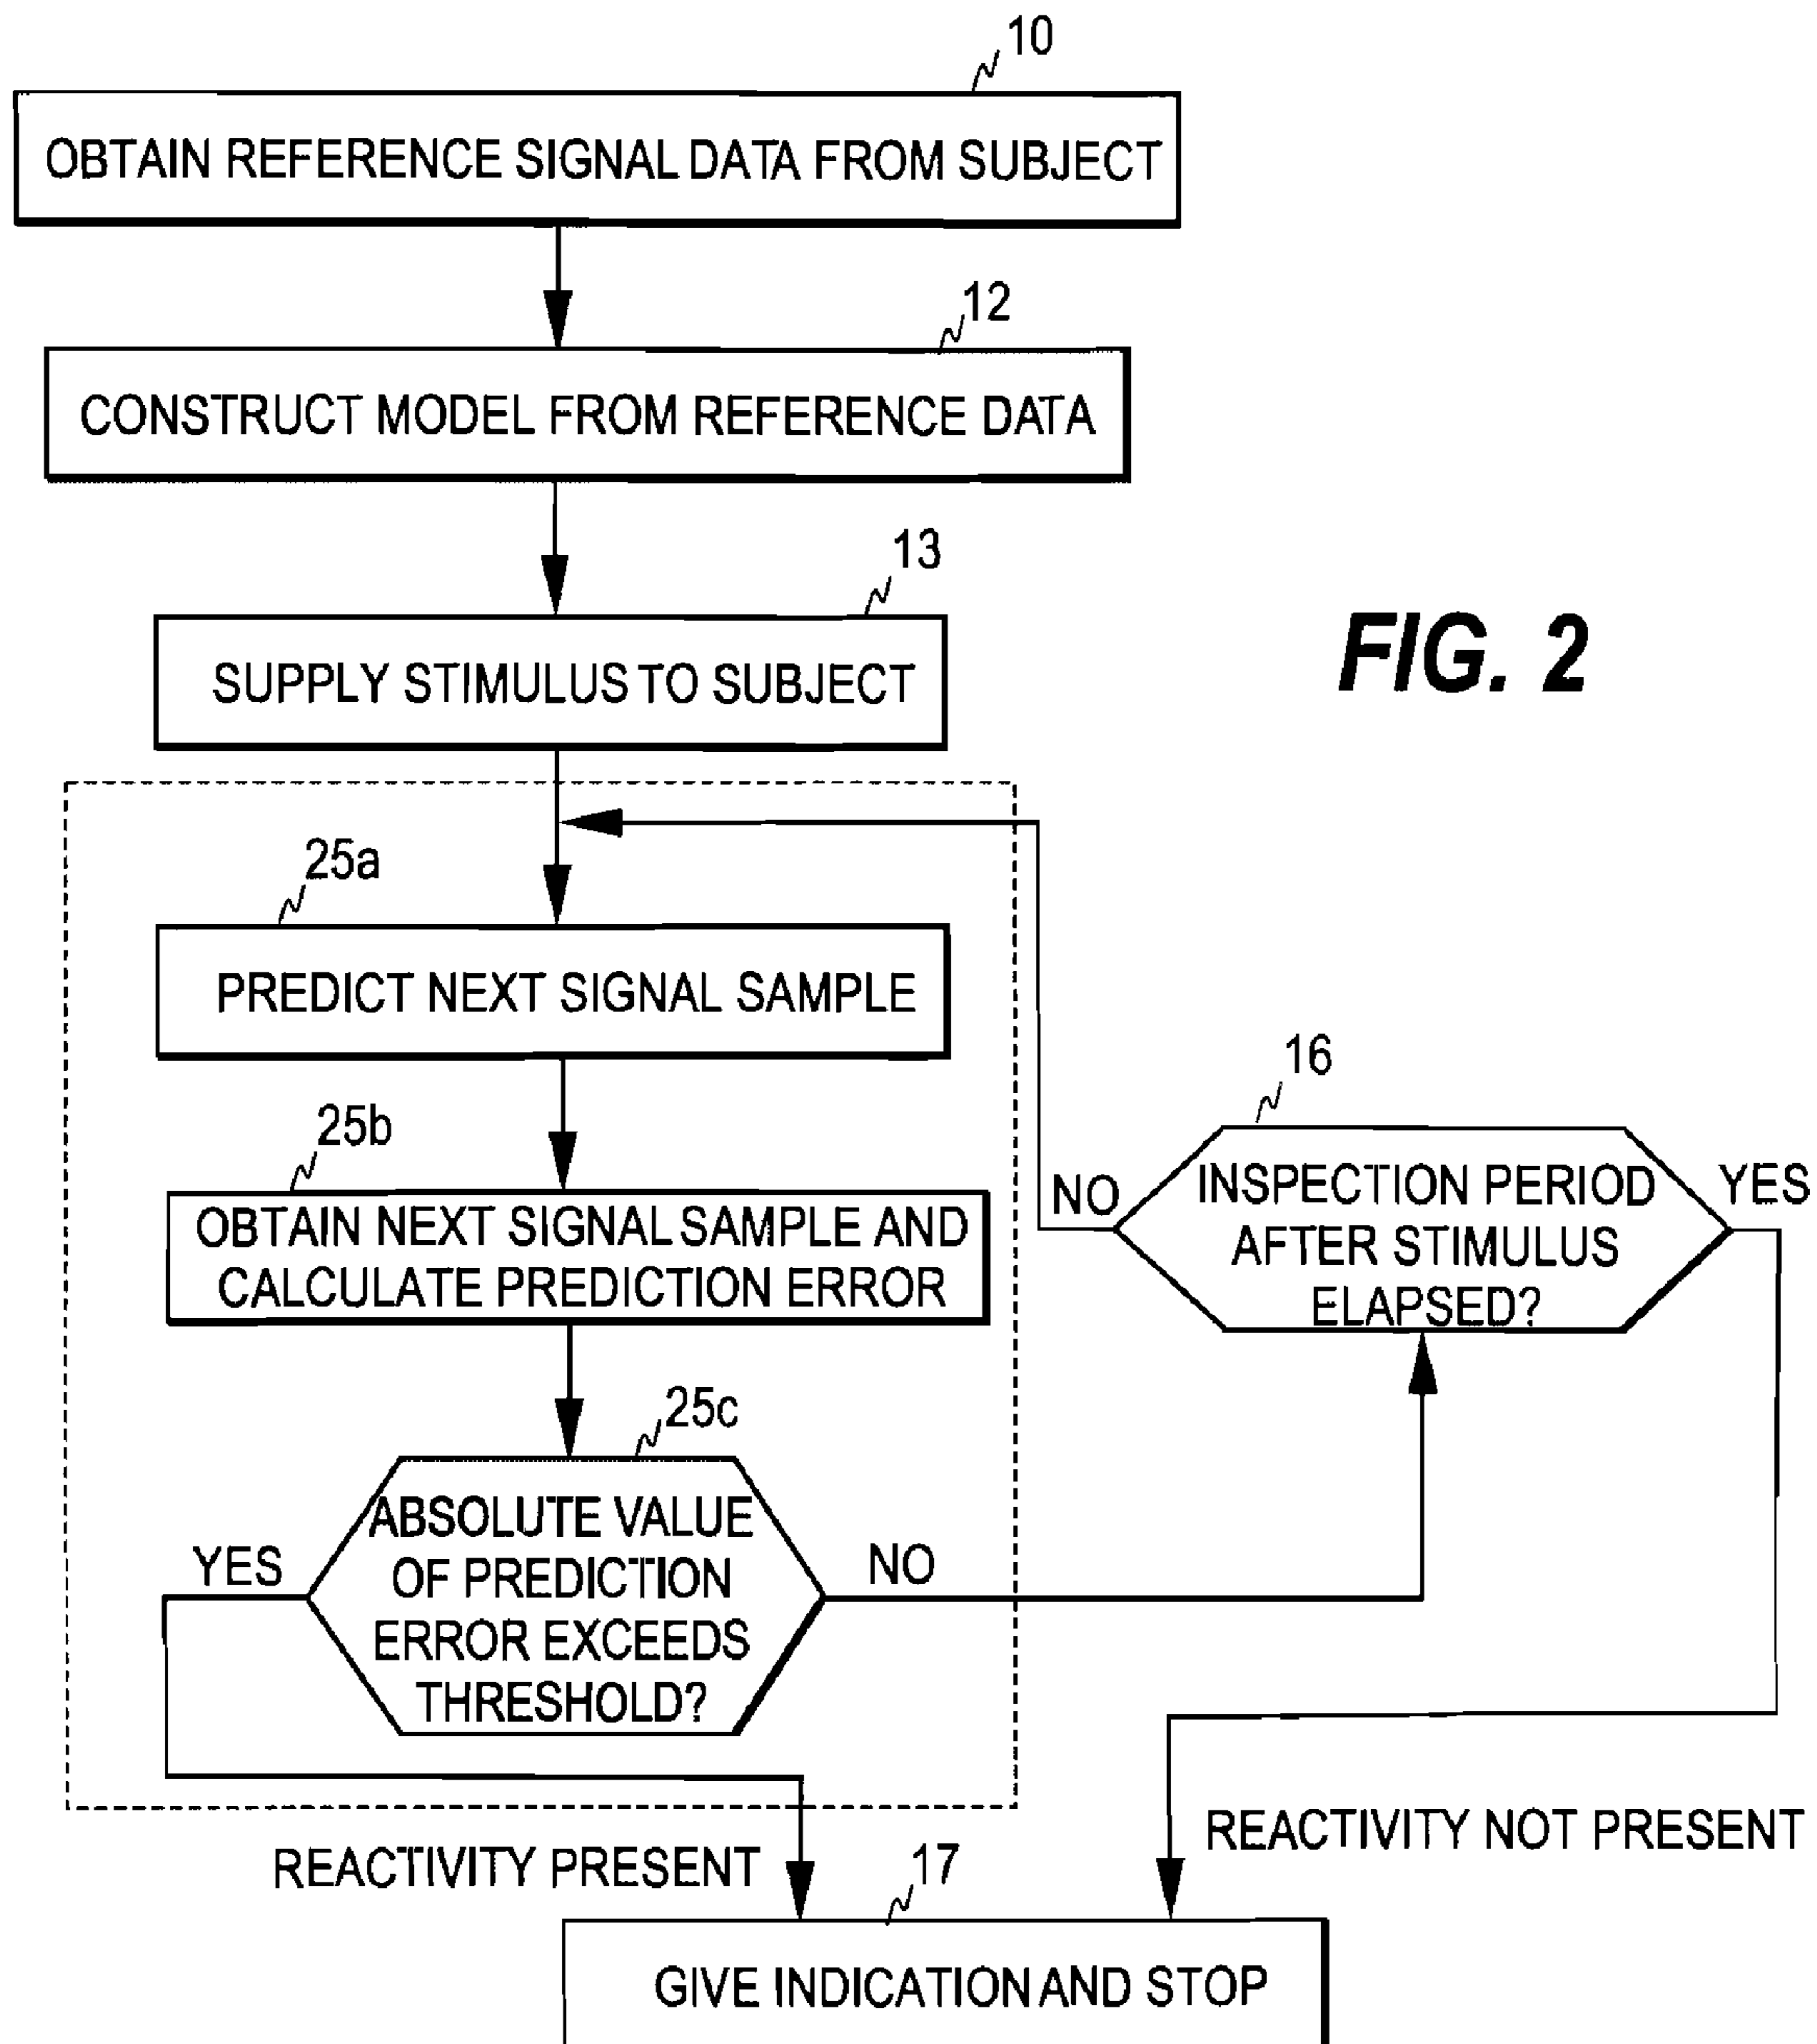 10
OBTAIN REFERENCE SIGNAL DATA FROM SUBJECT
12
CONSTRUCT MODEL FROM REFERENCE DATA
13
SUPPLY STIMULUS TO SUBJECT
FIG. 2
25a
PREDICT NEXT SIGNAL SAMPLE
25b
OBTAIN NEXT SIGNAL SAMPLE AND
CALCULATE PREDICTION ERROR
16
NO
INSPECTION PERIOD
AFTER STIMULUS
ELAPSED?
YES
25c
ABSOLUTE VALUE
OF PREDICTION
ERROR EXCEEDS
THRESHOLD?
YES
NO
REACTIVITY PRESENT
REACTIVITY NOT PRESENT
17
GIVE INDICATION AND STOP